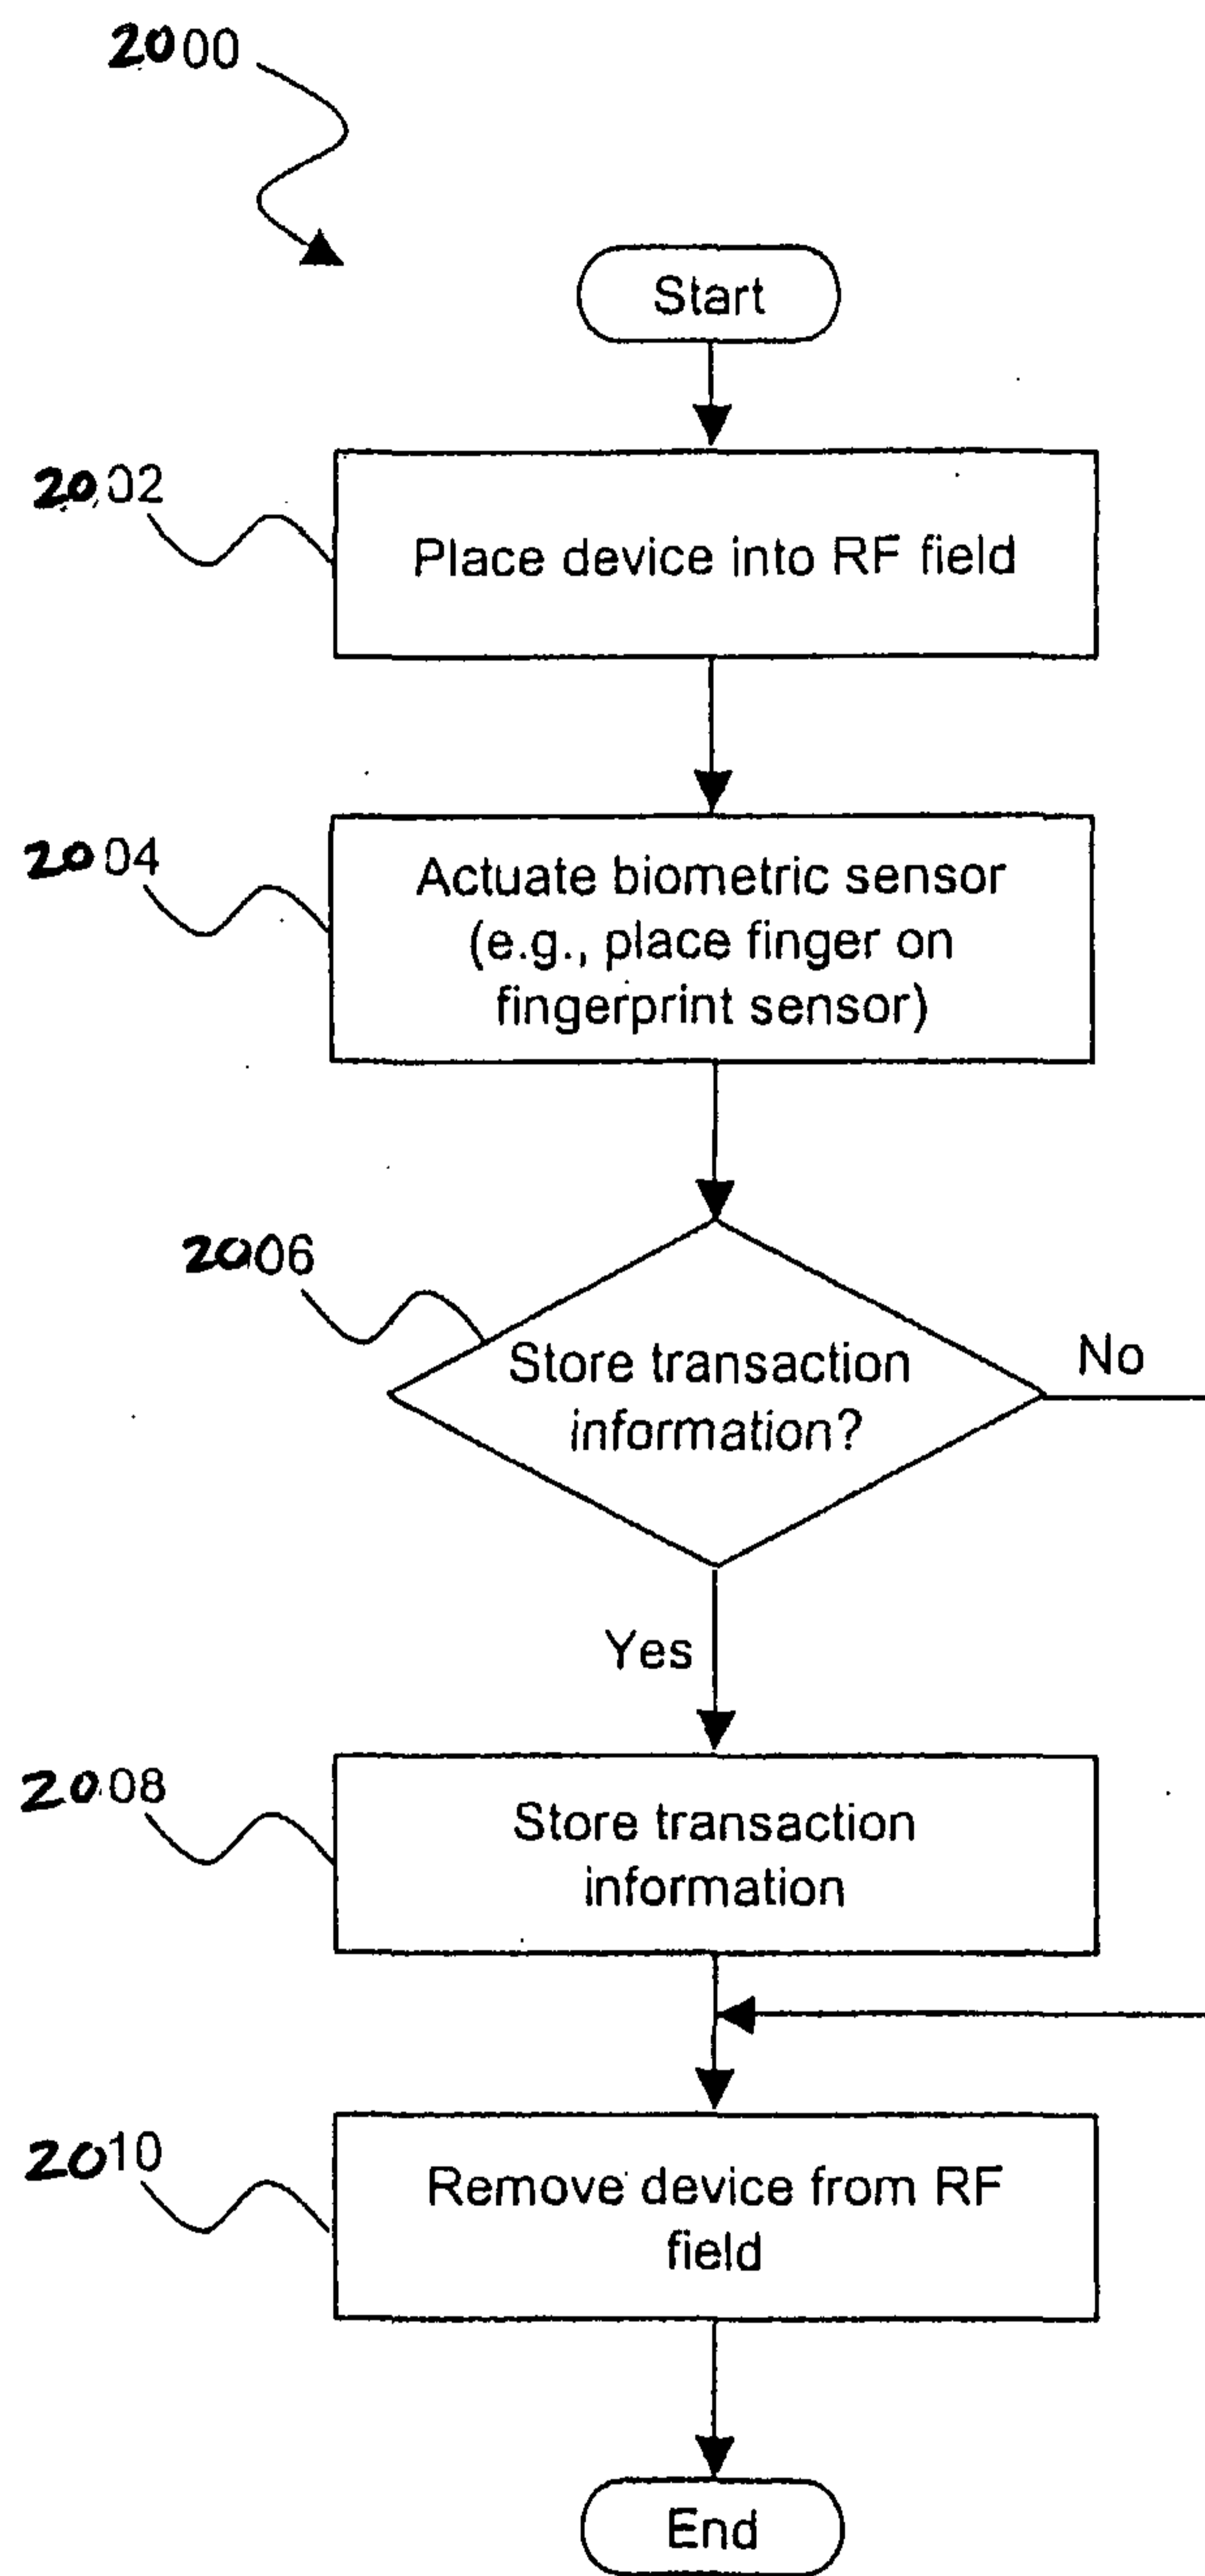 2000
Start
2002
Place device into RF field
2004
Actuate biometric sensor
(e.g., place finger on
fingerprint sensor)
2006
Store transaction
information?
No
Yes
2008
Store transaction
information
2010
Remove device from RF
field
End